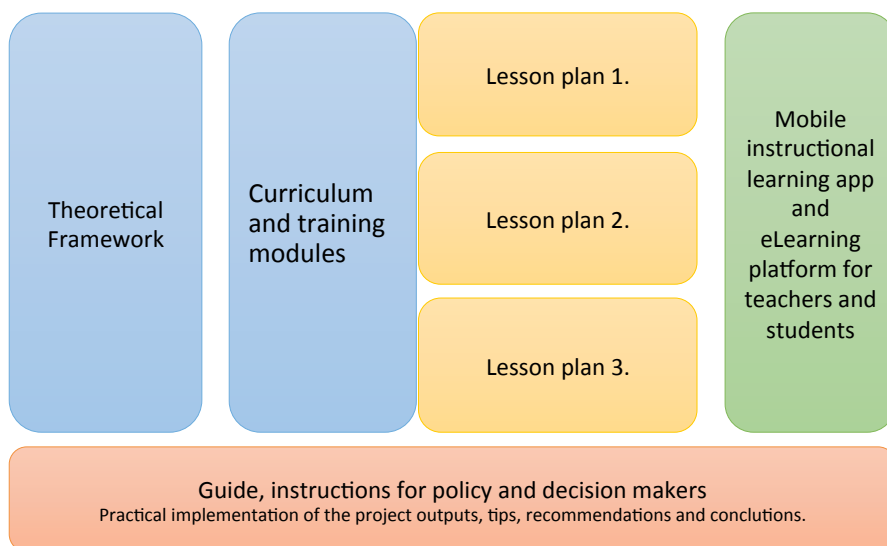 Theoretical
Framework
Curriculum
and training
modules
Lesson plan 1.
Lesson plan 2.
Lesson plan 3.
Mobile
instructional
learning app
and
eLearning
platform for
teachers and
students
Guide, instructions for policy and decision makers
Practical implementation of the project outputs, tips, recommendations and conclutions.